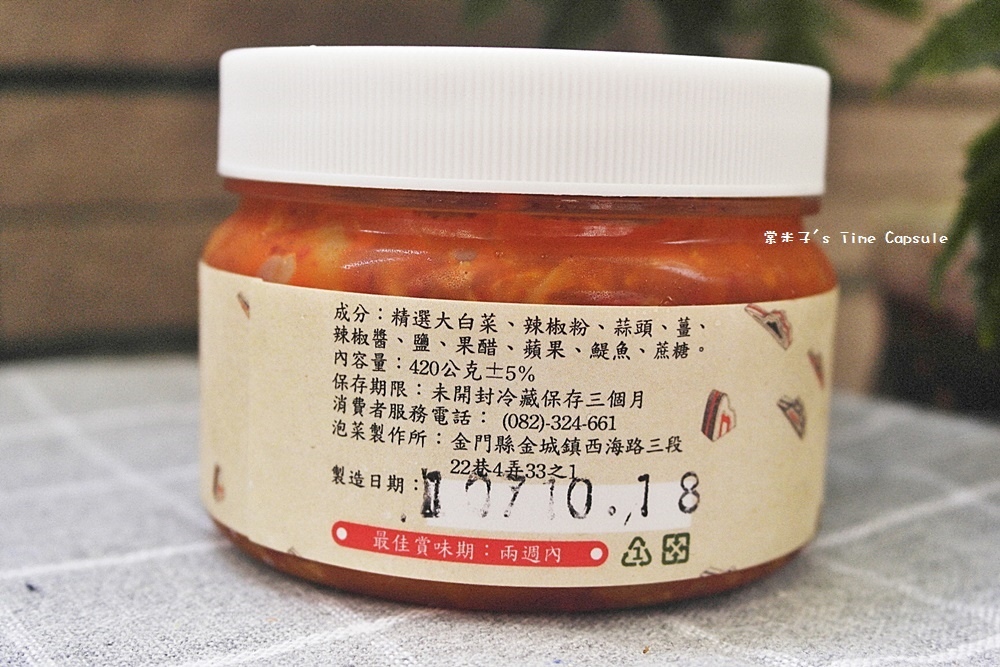 掌米子's Time Capsule
成分：精選大白菜、辣椒粉、蒜頭、薑、
辣椒醬、鹽、果醋、蘋果、鯷魚、蔗糖。
內容量：420公克±5%
保存期限：未開封冷藏保存三個月
消費者服務電話： (082)-324-661
泡菜製作所：金門縣金城鎮西海路三段
22巷4弄33之1
製造日期：107 10.18
最佳賞味期：兩週內
1